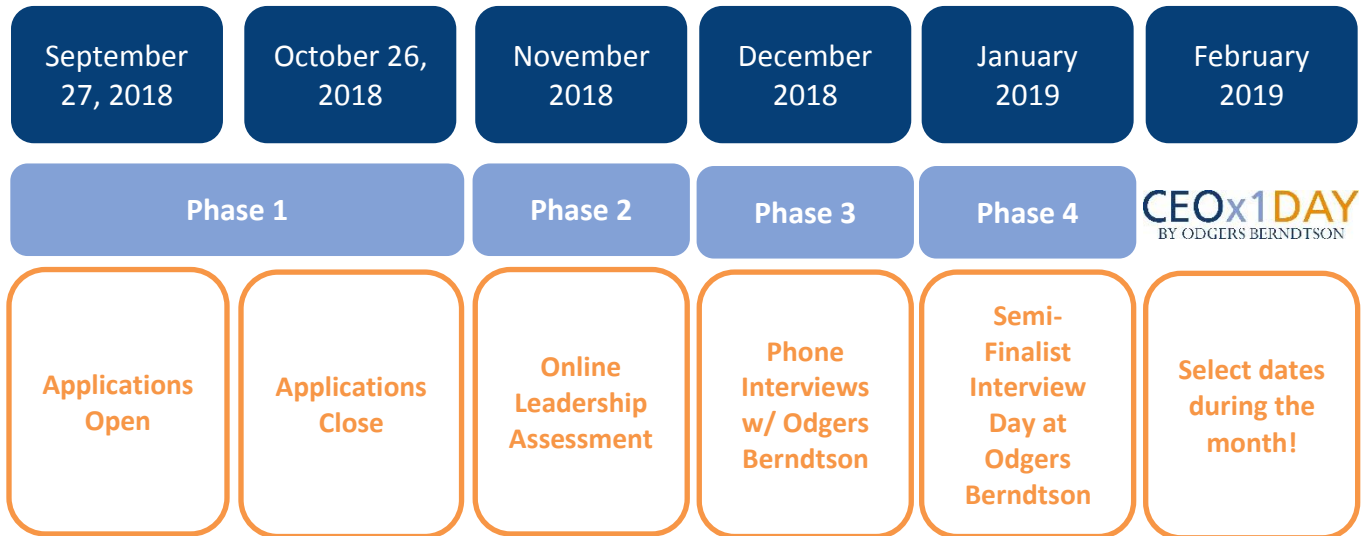 September
27, 2018
October 26,
2018
November
2018
December
2018
January
2019
February
2019
Phase 1
Phase 2
Phase 3
Phase 4
CEOx1DAY
BY ODGERS BERNDTSON
Applications
Open
Applications
Close
Online
Leadership
Assessment
Phone
Interviews
w/ Odgers
Berndtson
Semi-
Finalist
Interview
Day at
Odgers
Berndtson
Select dates
during the
month!